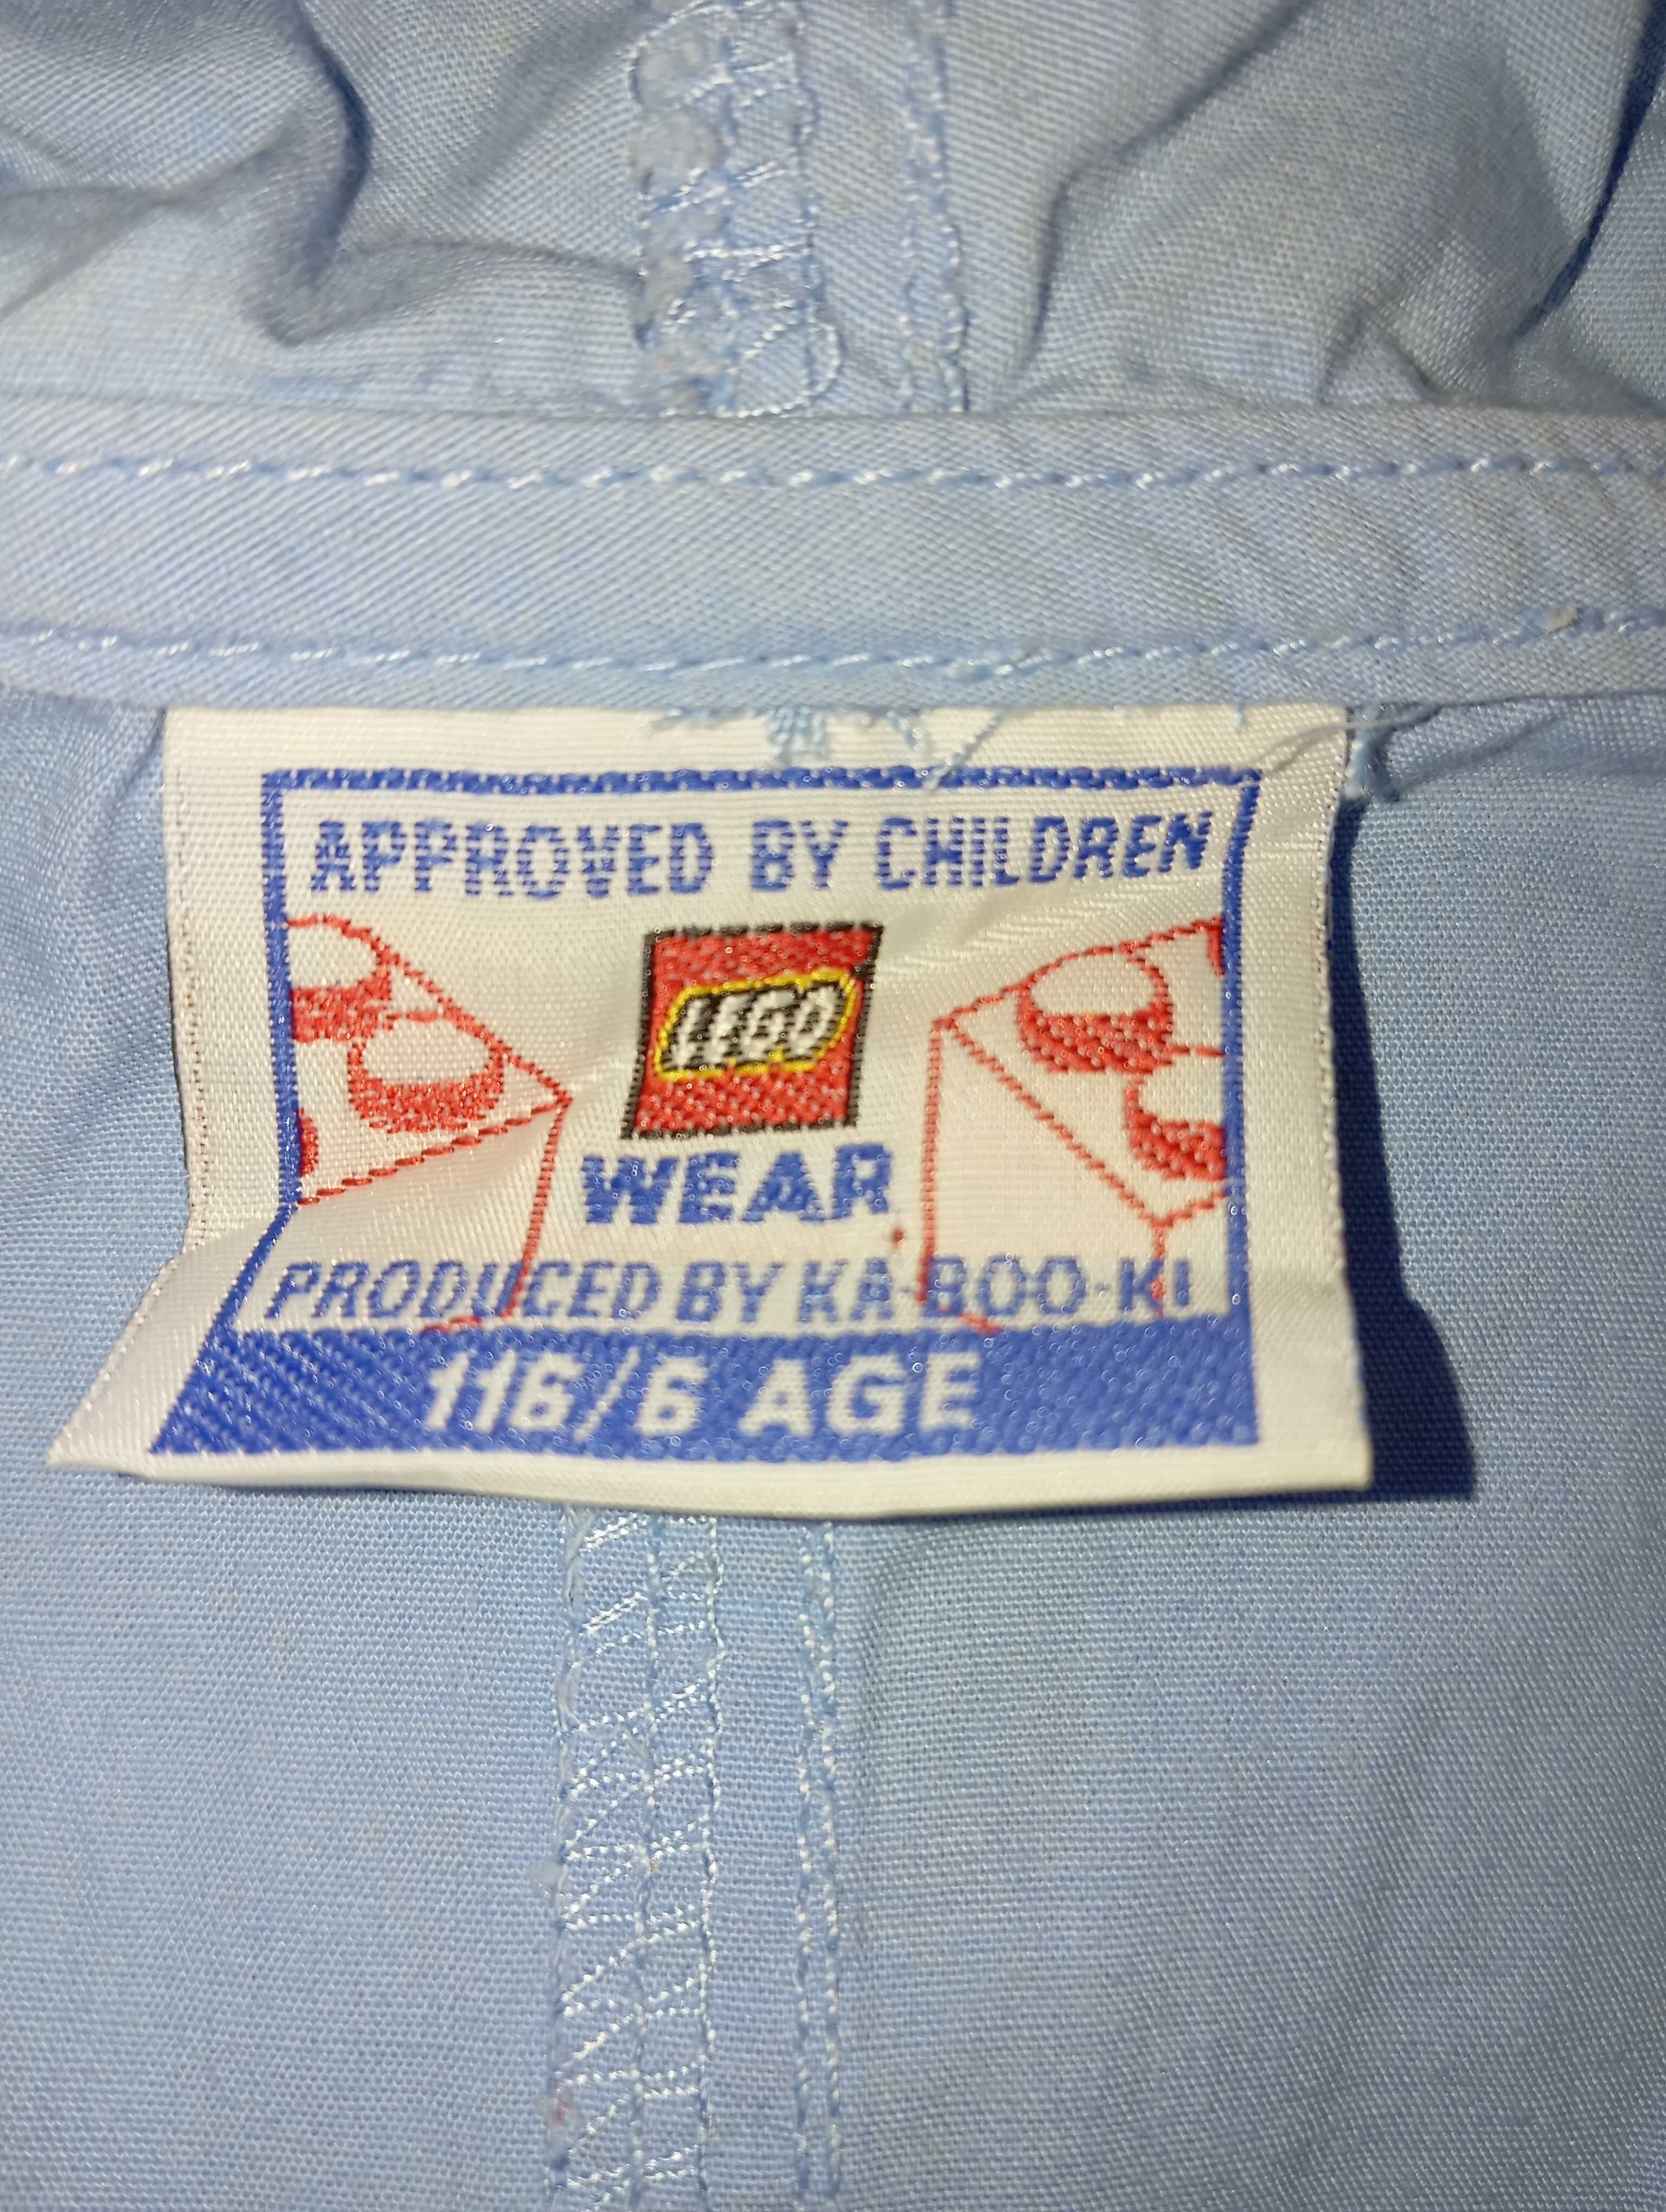 APPROVED BY CHILDREN
LEGO
WEAR
PRODUCED BY KA-BOO-KI
116/6 AGE